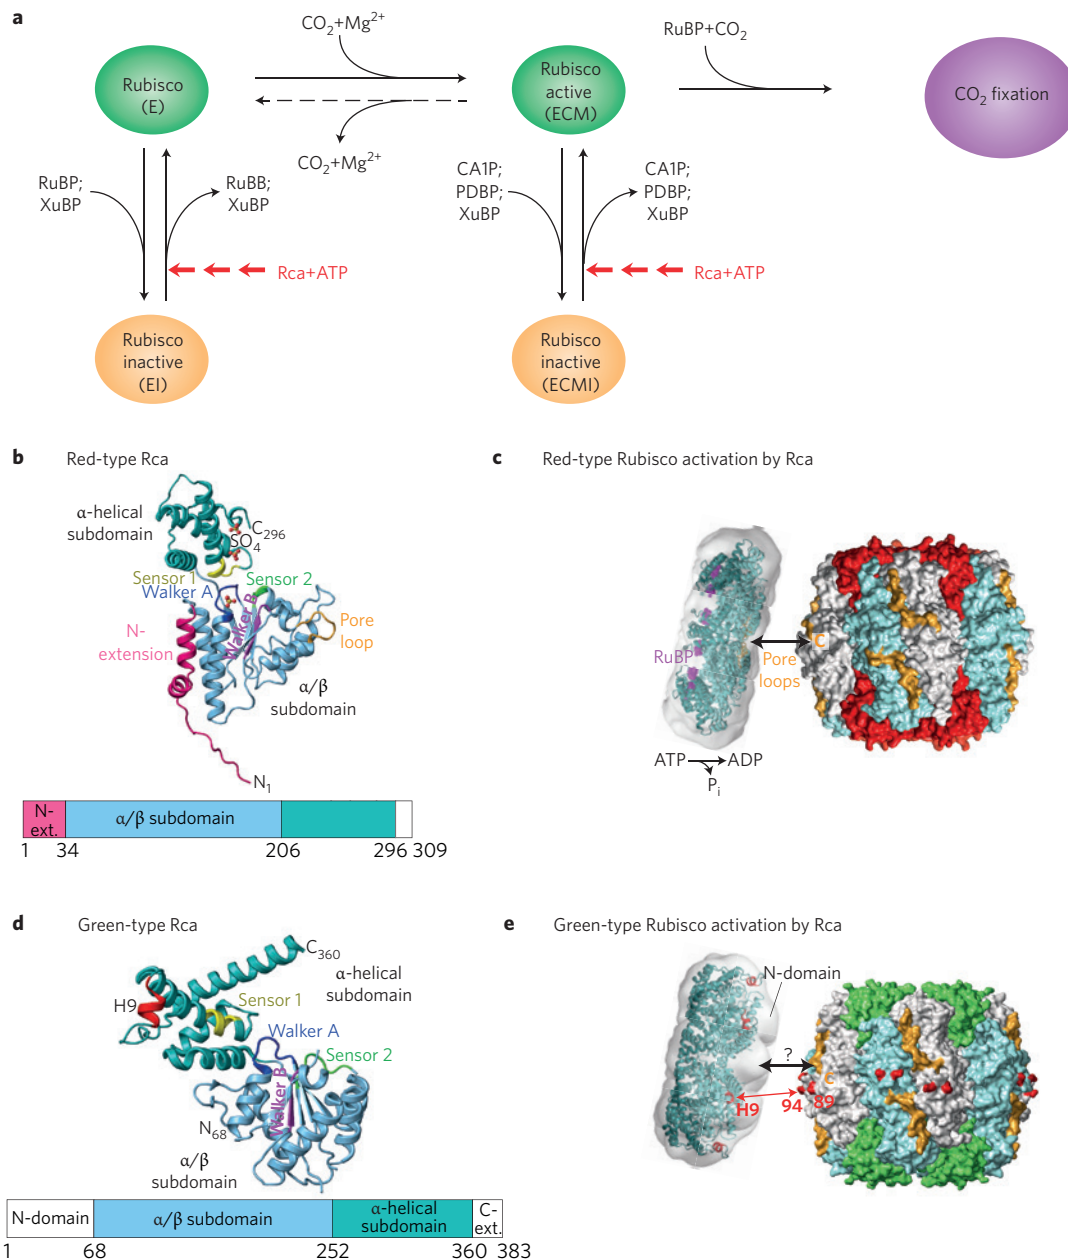 a
CO2+Mg2+
RuBP+CO2
Rubisco
(E)
Rubisco
active
(ECM)
CO2 fixation
CO2+Mg2+
RuBP;
XuBP
RuBB;
XuBP
CA1P;
PDBP;
XuBP
CA1P;
PDBP;
XuBP
Rca+ATP
Rca+ATP
Rubisco
inactive
(EI)
Rubisco
inactive
(ECMI)
b Red-type Rca
α-helical
subdomain
C296
SO4
Sensor 1
Sensor 2
Walker A
Walker B
N-
extension
Pore
loop
α/β
subdomain
N1
N-
ext.
α/β subdomain
1 34 206 296 309
c Red-type Rubisco activation by Rca
C
RuBP
Pore
loops
ATP ADP
Pi
d Green-type Rca
C360
α-helical
subdomain
H9
Sensor 1
Walker A
Sensor 2
Walker B
N68
α/β
subdomain
N-domain
α/β subdomain
α-helical
subdomain
C-
ext.
1 68 252 360 383
e Green-type Rubisco activation by Rca
N-domain
?
C
H9 94 89